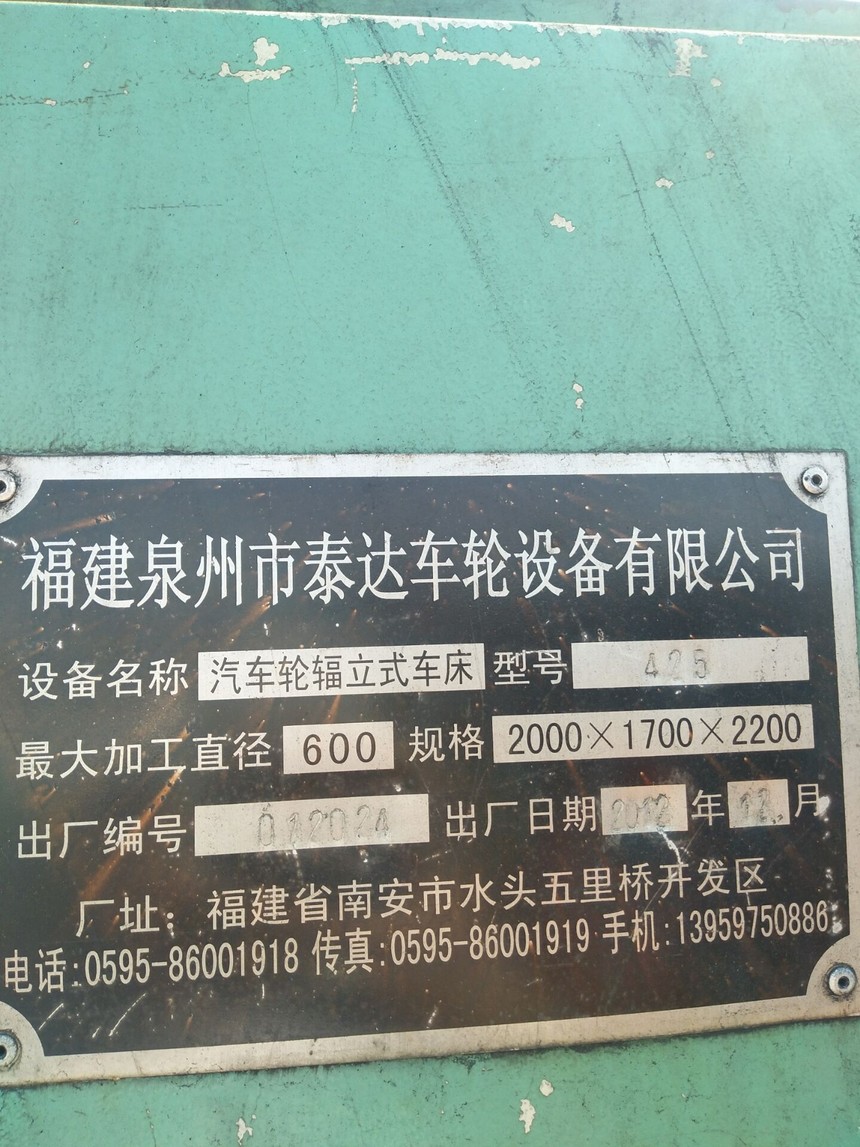 福建泉州市泰达车轮设备有限公司
设备名称 汽车轮辐立式车床 型号 425
最大加工直径 600 规格 2000×1700×2200
出厂编号 012024 出厂日期 2012 年 12 月
厂址：福建省南安市水头五里桥开发区
电话:0595-86001918 传真:0595-86001919 手机:13959750886